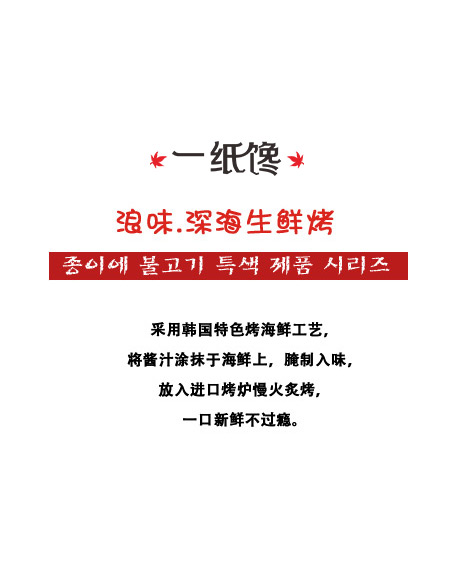 一纸馋
浪味.深海生鲜烤
종이에 불고기 특색 제품 시리즈
采用韩国特色烤海鲜工艺，
将酱汁涂抹于海鲜上，腌制入味，
放入进口烤炉慢火炙烤，
一口新鲜不过瘾。